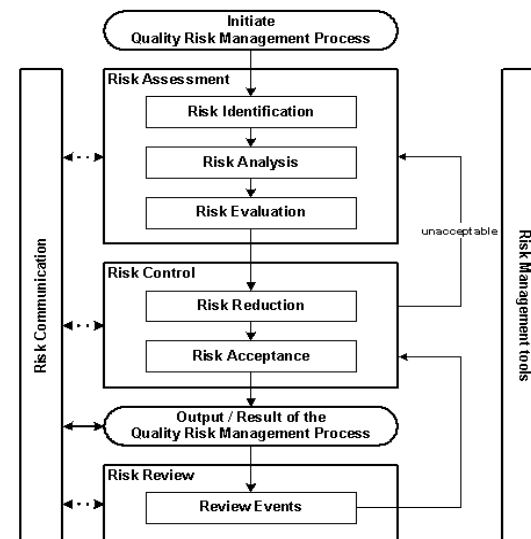 Initiate
Quality Risk Management Process
Risk Assessment
Risk Identification
Risk Analysis
Risk Evaluation
unacceptable
Risk Control
Risk Reduction
Risk Acceptance
Output / Result of the
Quality Risk Management Process
Risk Review
Review Events
Risk Communication
Risk Management tools